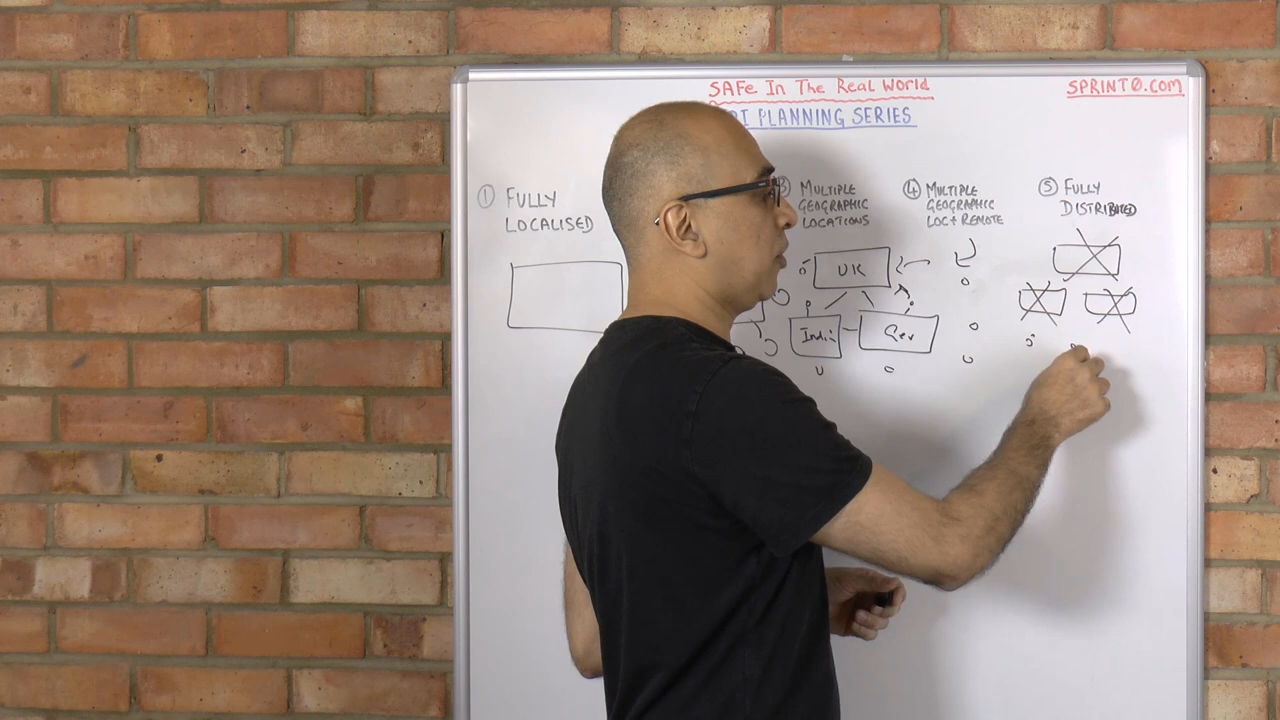 SAFe In The Real World
SPRINT0.COM
PI PLANNING SERIES
① FULLY
LOCALISED
③ MULTIPLE
GEOGRAPHIC
LOCATIONS
④ MULTIPLE
GEOGRAPHIC
LOC + REMOTE
⑤ FULLY
DISTRIBUTED
UK
India
Ger